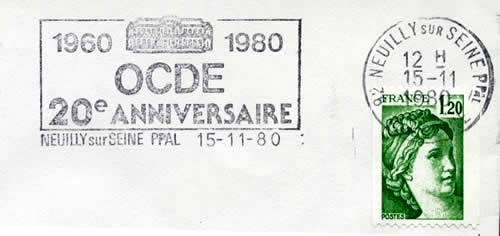 1960 1980
OCDE
20e ANNIVERSAIRE
NEUILLY sur SEINE PPAL 15-11-80
92 NEUILLY sur SEINE PPAL
12 H
15-11
1980
FRANCE 1,20
POSTES